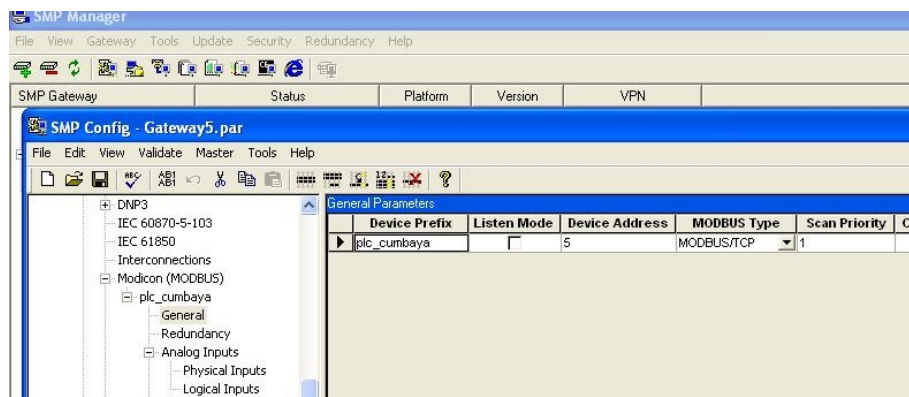 SMP Manager
File View Gateway Tools Update Security Redundancy Help
SMP Gateway Status Platform Version VPN
SMP Config - Gateway5.par
File Edit View Validate Master Tools Help
DNP3
IEC 60870-5-103
IEC 61850
Interconnections
Modicon (MODBUS)
plc_cumbaya
General
Redundancy
Analog Inputs
Physical Inputs
Logical Inputs
General Parameters
Device Prefix Listen Mode Device Address MODBUS Type Scan Priority
plc_cumbaya 5 MODBUS/TCP 1